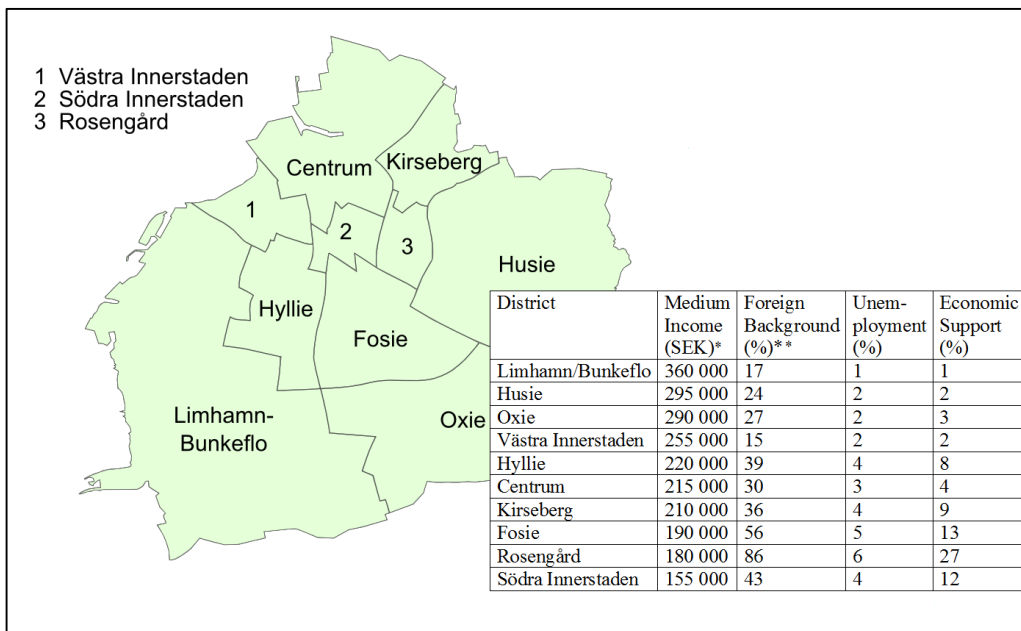 1 Västra Innerstaden
2 Södra Innerstaden
3 Rosengård
Centrum
Kirseberg
1
2
3
Husie
Hyllie
Fosie
Limhamn-
Bunkeflo
Oxie
District Medium Income (SEK)* Foreign Background (%)** Unem-ployment (%) Economic Support (%)
Limhamn/Bunkeflo 360 000 17 1 1
Husie 295 000 24 2 2
Oxie 290 000 27 2 3
Västra Innerstaden 255 000 15 2 2
Hyllie 220 000 39 4 8
Centrum 215 000 30 3 4
Kirseberg 210 000 36 4 9
Fosie 190 000 56 5 13
Rosengård 180 000 86 6 27
Södra Innerstaden 155 000 43 4 12